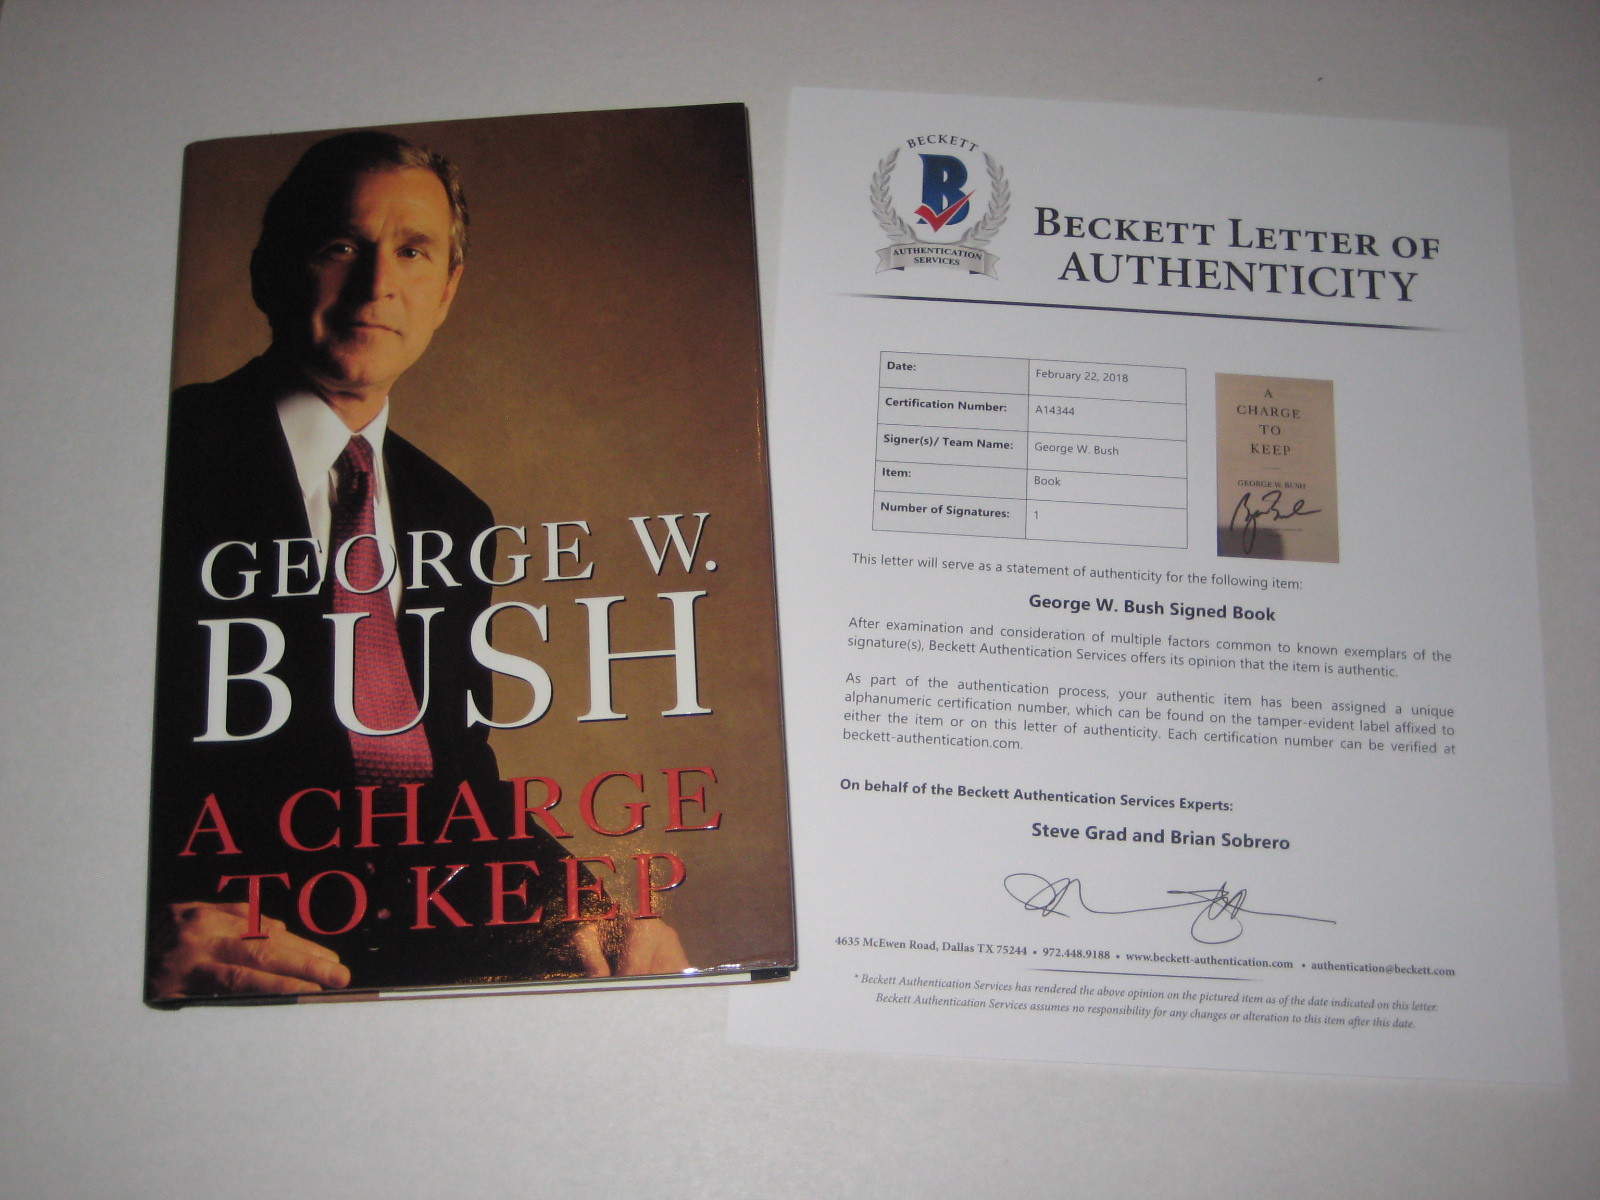 GEORGE W.
BUSH
A CHARGE
TO KEEP
BECKETT
B
AUTHENTICATION
SERVICES
BECKETT LETTER OF
AUTHENTICITY
Date: February 22, 2018
Certification Number: A14344
Signer(s)/ Team Name: George W. Bush
Item: Book
Number of Signatures: 1
A
CHARGE
TO
KEEP
GEORGE W. BUSH
This letter will serve as a statement of authenticity for the following item:
George W. Bush Signed Book
After examination and consideration of multiple factors common to known exemplars of the
signature(s), Beckett Authentication Services offers its opinion that the item is authentic.
As part of the authentication process, your authentic item has been assigned a unique
alphanumeric certification number, which can be found on the tamper-evident label affixed to
either the item or on this letter of authenticity. Each certification number can be verified at
beckett-authentication.com.
On behalf of the Beckett Authentication Services Experts:
Steve Grad and Brian Sobrero
4635 McEwen Road, Dallas TX 75244 • 972.448.9188 • www.beckett-authentication.com • authentication@beckett.com
* Beckett Authentication Services has rendered the above opinion on the pictured item as of the date indicated on this letter.
Beckett Authentication Services assumes no responsibility for any changes or alteration to this item after this date.